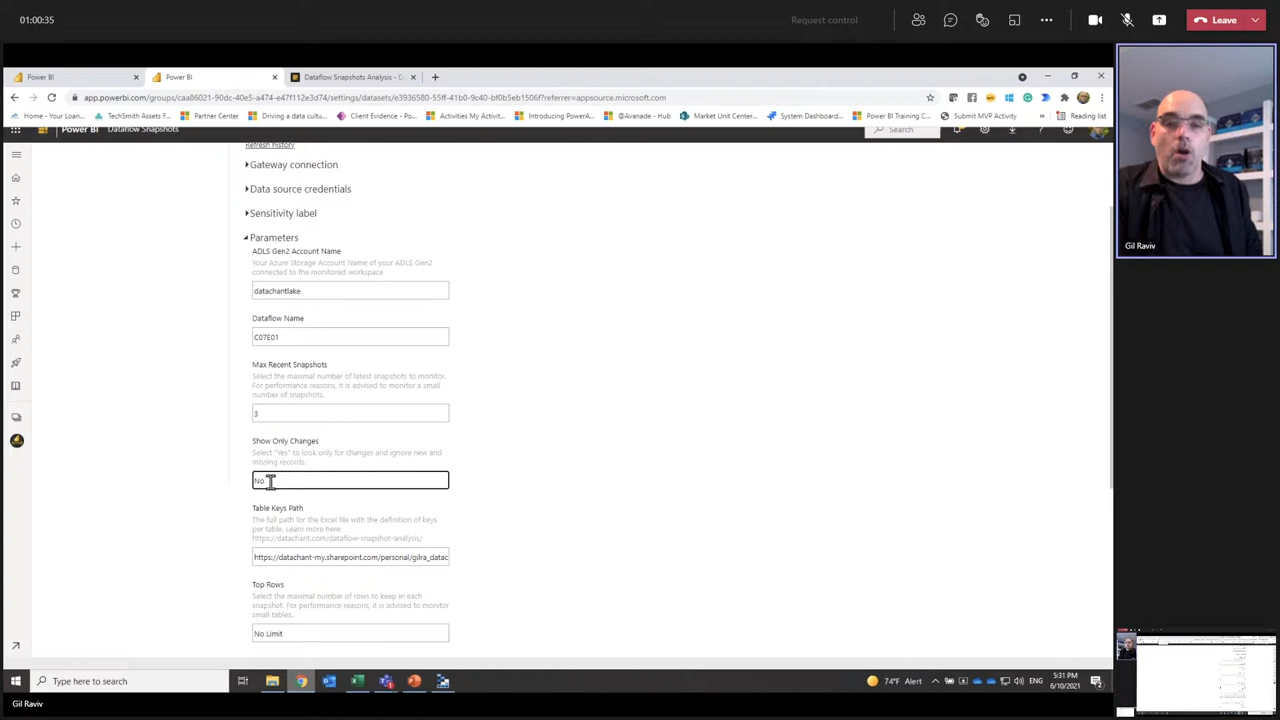 01:00:35
Request control
Leave
Power BI
Power BI
Dataflow Snapshots Analysis - Da
app.powerbi.com/groups/caa86021-90dc-40e5-a474-e47f112e3d74/settings/datasets/e3936580-55ff-41b0-9c40-bf0b5eb1506f?referrer=appsource.microsoft.com
Home - Your Loan...
TechSmith Assets F...
Partner Center
Driving a data cultu...
Client Evidence - Po...
Activities My Activit...
Introducing PowerA...
@Avanade - Home
Market Unit Center...
System Dashboard...
Power BI Training C...
Submit MVP Activity
»
Reading list
Power BI
Dataflow Snapshots
Search
Refresh history
Gateway connection
Data source credentials
Sensitivity label
Parameters
ADLS Gen2 Account Name
Your Azure Storage Account Name of your ADLS Gen2
connected to the monitored workspace
datachantlake
Dataflow Name
C07E01
Max Recent Snapshots
Select the maximal number of latest snapshots to monitor.
For performance reasons, it is advised to monitor a small
number of snapshots.
3
Show Only Changes
Select "Yes" to look only for changes and ignore new and
missing records.
No
Table Keys Path
The full path for the Excel file with the definition of keys
per table. Learn more here:
https://datachant.com/dataflow-snapshot-analysis/
https://datachant-my.sharepoint.com/personal/gilra_datac
Top Rows
Select the maximal number of rows to keep in each
snapshot. For performance reasons, it is advised to monitor
small tables.
No Limit
Gil Raviv
Type here to search
74°F Alert
ENG
5:31 PM
6/10/2021
2
Gil Raviv